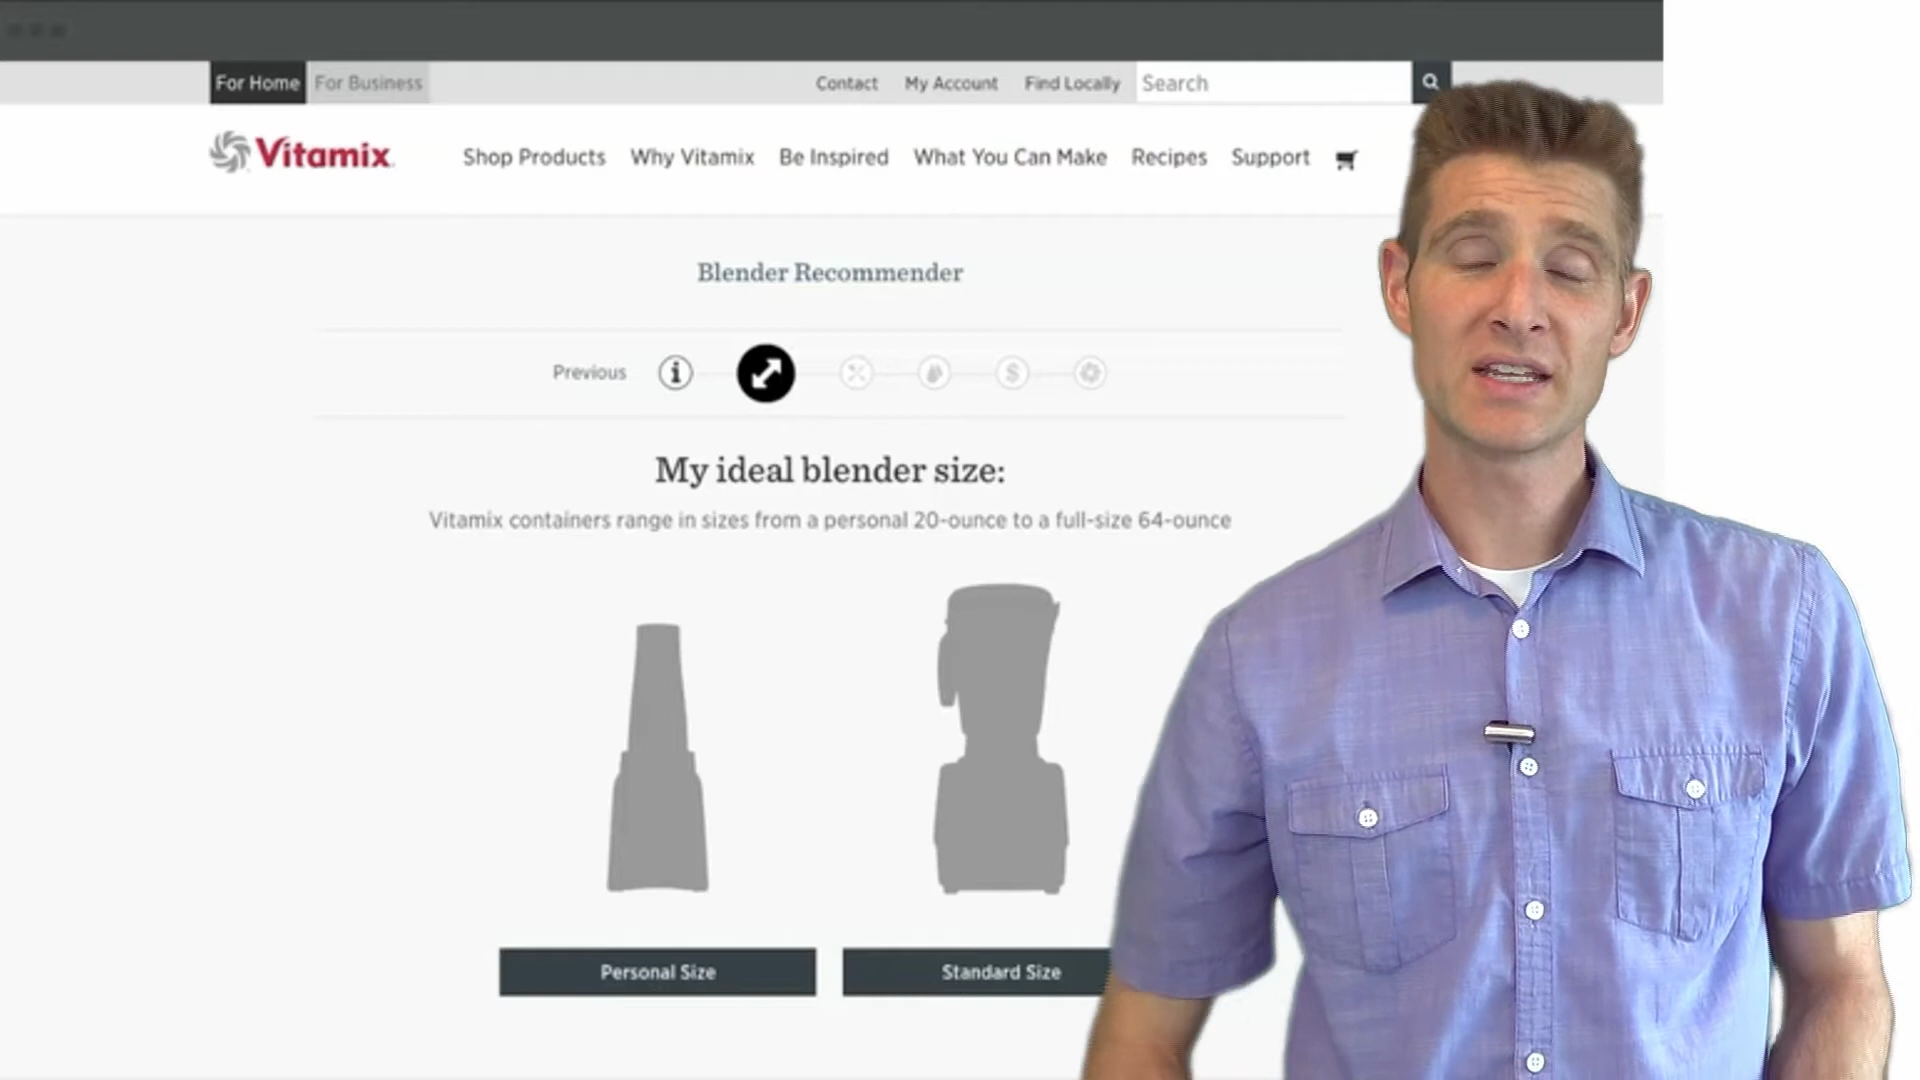 For Home For Business Contact My Account Find Locally Search
Vitamix Shop Products Why Vitamix Be Inspired What You Can Make Recipes Support
Blender Recommender
Previous
My ideal blender size:
Vitamix containers range in sizes from a personal 20-ounce to a full-size 64-ounce
Personal Size Standard Size